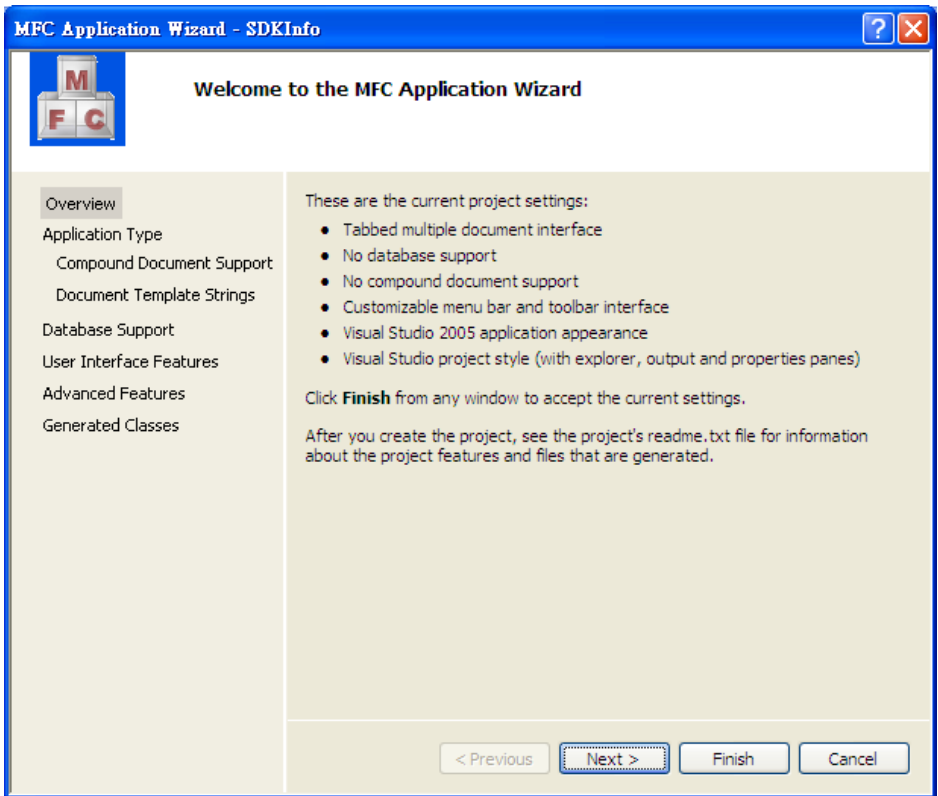 MFC Application Wizard - SDKInfo
M
F C
Welcome to the MFC Application Wizard
Overview
Application Type
Compound Document Support
Document Template Strings
Database Support
User Interface Features
Advanced Features
Generated Classes
These are the current project settings:
• Tabbed multiple document interface
• No database support
• No compound document support
• Customizable menu bar and toolbar interface
• Visual Studio 2005 application appearance
• Visual Studio project style (with explorer, output and properties panes)
Click Finish from any window to accept the current settings.
After you create the project, see the project's readme.txt file for information
about the project features and files that are generated.
< Previous
Next >
Finish
Cancel